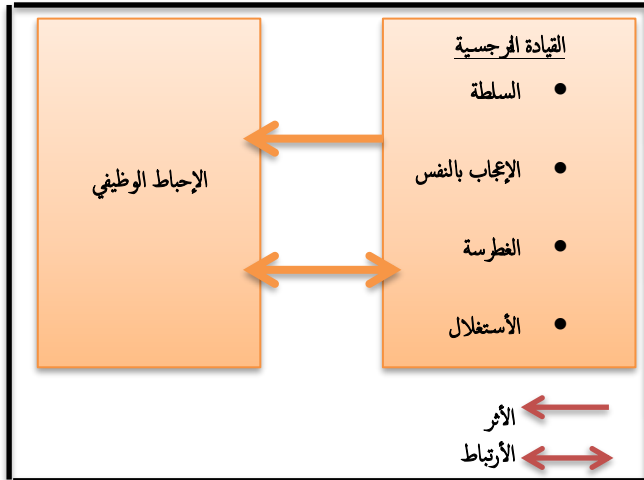 القيادة النرجسية
السلطة
الإعجاب بالنفس
الغطرسة
الأستغلال
الإحباط الوظيفي
الأثر
الأرتباط